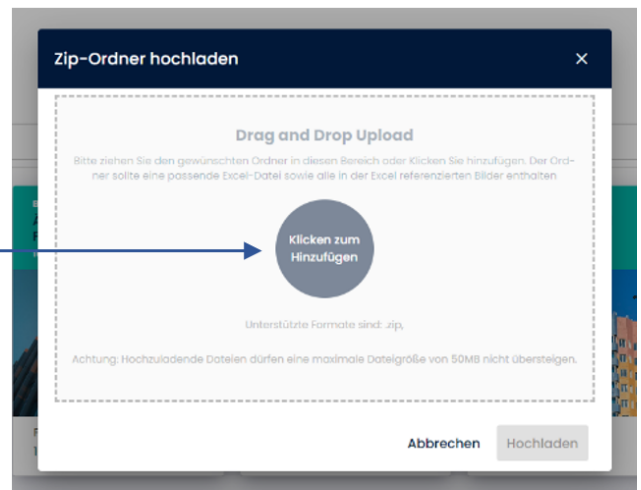 Zip-Ordner hochladen
Drag and Drop Upload
Bitte ziehen Sie den gewünschten Ordner in diesen Bereich oder Klicken Sie hinzufügen. Der Ord-
ner sollte eine passende Excel-Datei sowie alle in der Excel referenzierten Bilder enthalten
Klicken zum
Hinzufügen
Unterstützte Formate sind: .zip,
Achtung: Hochzuladende Dateien dürfen eine maximale Dateigröße von 50MB nicht übersteigen.
Abbrechen Hochladen